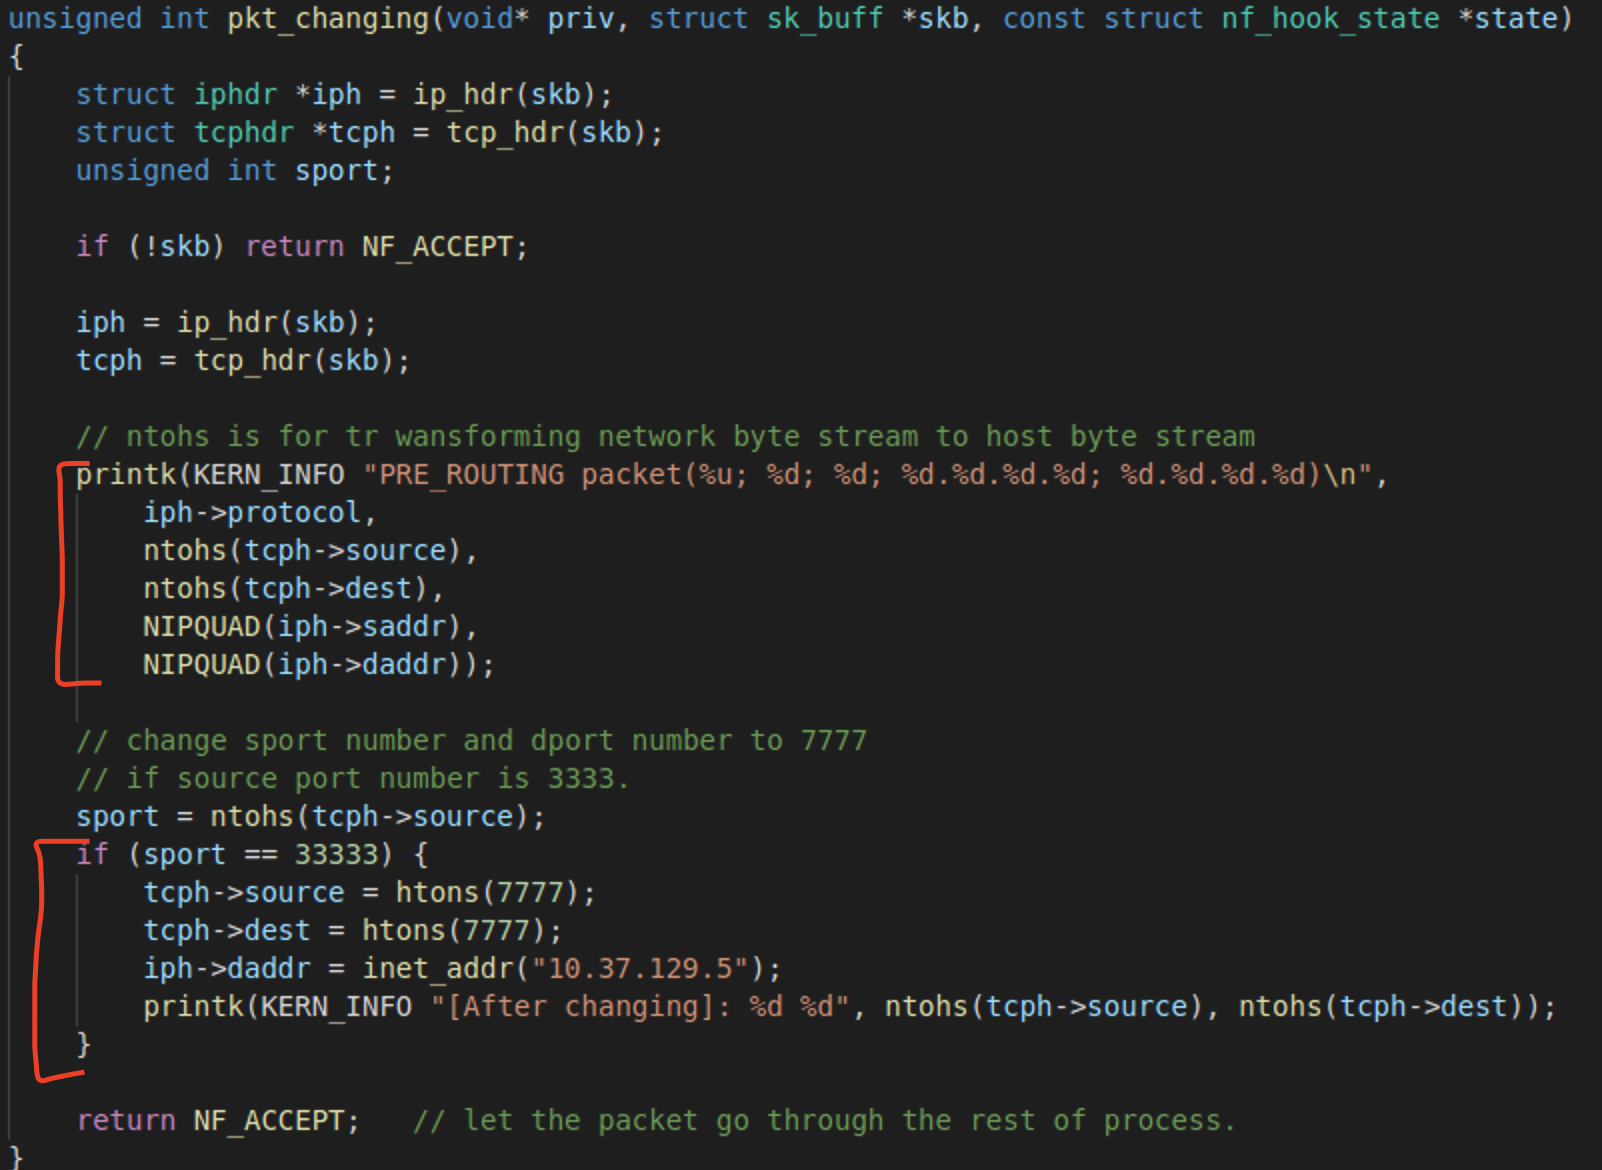 unsigned int pkt_changing(void* priv, struct sk_buff *skb, const struct nf_hook_state *state)
{
    struct iphdr *iph = ip_hdr(skb);
    struct tcphdr *tcph = tcp_hdr(skb);
    unsigned int sport;

    if (!skb) return NF_ACCEPT;

    iph = ip_hdr(skb);
    tcph = tcp_hdr(skb);

    // ntohs is for tr wansforming network byte stream to host byte stream
    printk(KERN_INFO "PRE_ROUTING packet(%u; %d; %d; %d.%d.%d.%d; %d.%d.%d.%d)\n",
        iph->protocol,
        ntohs(tcph->source),
        ntohs(tcph->dest),
        NIPQUAD(iph->saddr),
        NIPQUAD(iph->daddr));

    // change sport number and dport number to 7777
    // if source port number is 3333.
    sport = ntohs(tcph->source);
    if (sport == 33333) {
        tcph->source = htons(7777);
        tcph->dest = htons(7777);
        iph->daddr = inet_addr("10.37.129.5");
        printk(KERN_INFO "[After changing]: %d %d", ntohs(tcph->source), ntohs(tcph->dest));
    }

    return NF_ACCEPT;   // let the packet go through the rest of process.
}